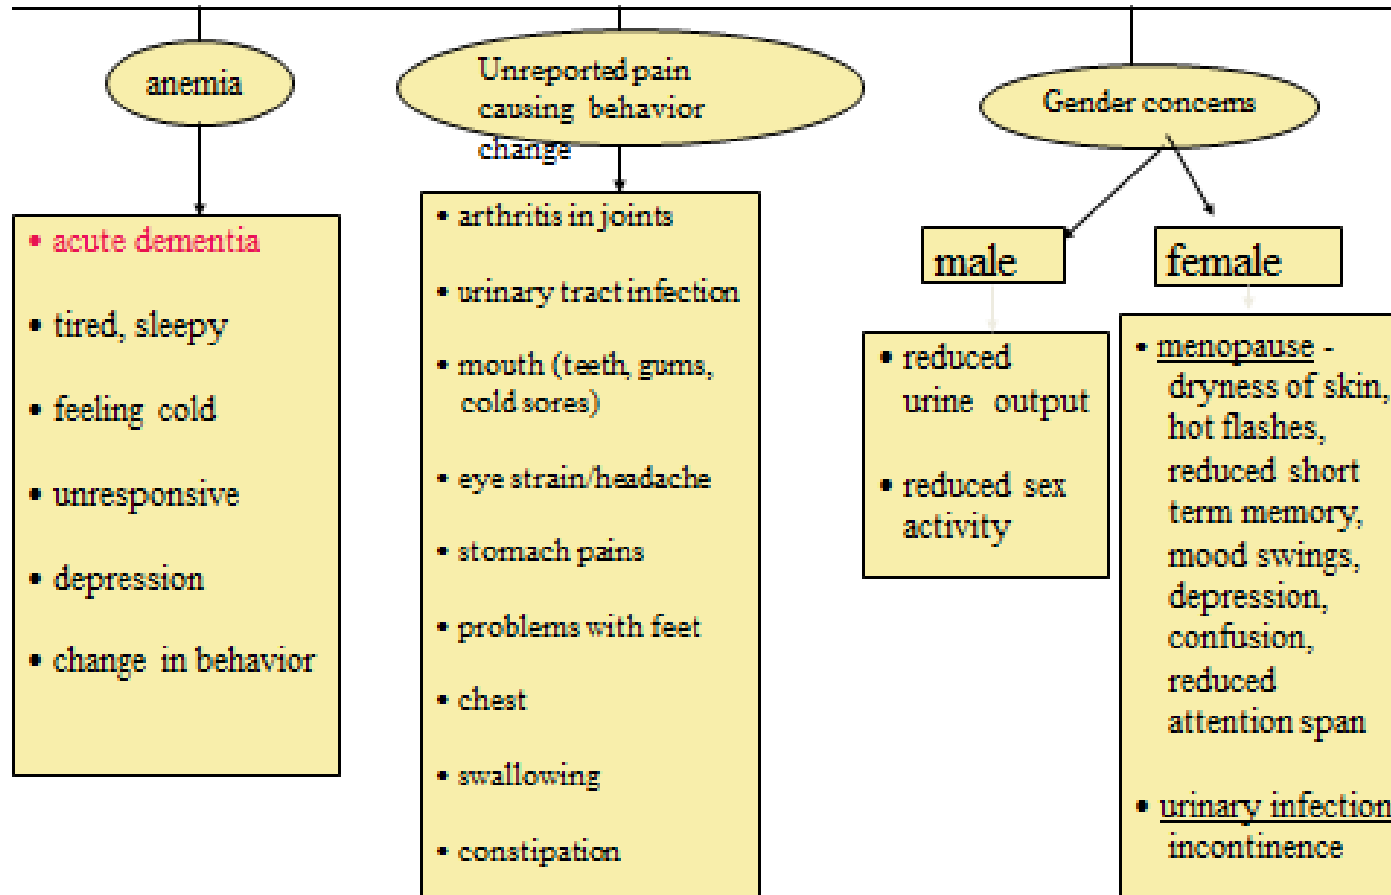 anemia
• acute dementia
• tired, sleepy
• feeling cold
• unresponsive
• depression
• change in behavior
Unreported pain
causing behavior
change
• arthritis in joints
• urinary tract infection
• mouth (teeth, gums,
cold sores)
• eye strain/headache
• stomach pains
• problems with feet
• chest
• swallowing
• constipation
Gender concerns
male
• reduced
urine output
• reduced sex
activity
female
• menopause -
dryness of skin,
hot flashes,
reduced short
term memory,
mood swings,
depression,
confusion,
reduced
attention span
• urinary infection
incontinence